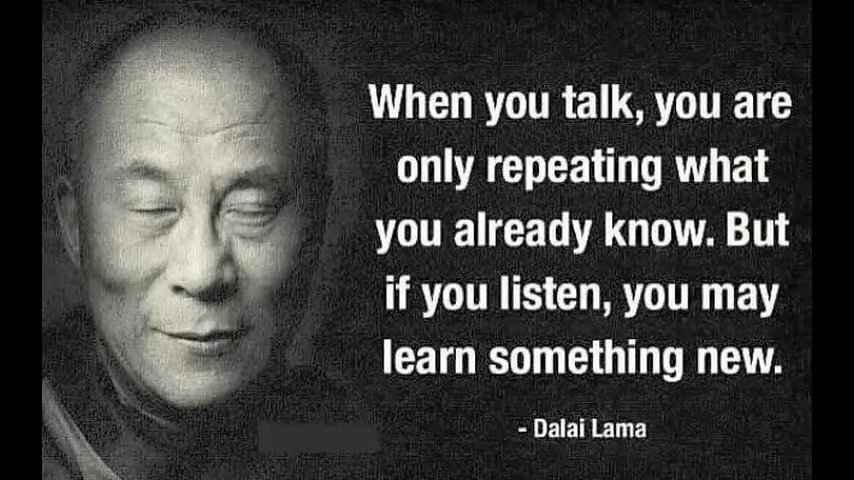 When you talk, you are
only repeating what
you already know. But
if you listen, you may
learn something new.
- Dalai Lama